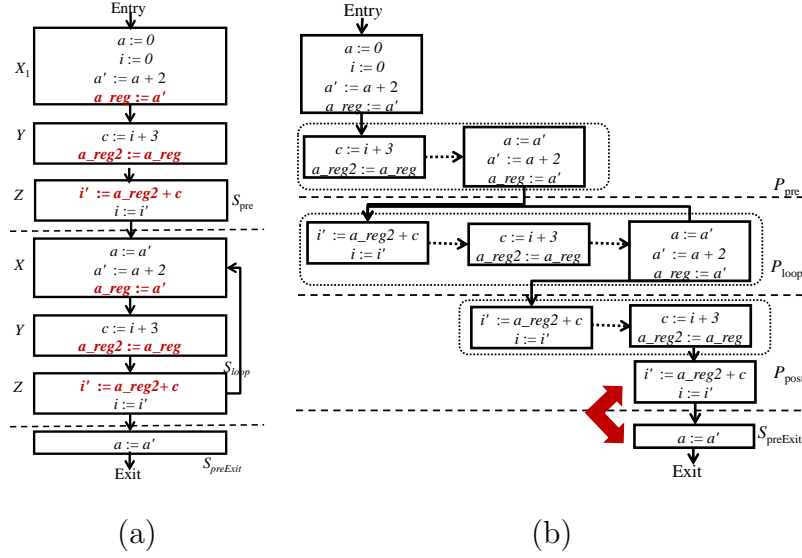 Entry
X1
a := 0
i := 0
a' := a + 2
a_reg := a'
Y
c := i + 3
a_reg2 := a_reg
Z
i' := a_reg2 + c
i := i'
Spre
X
a := a'
a' := a + 2
a_reg := a'
Y
c := i + 3
a_reg2 := a_reg
Sloop
Z
i' := a_reg2+ c
i := i'
a := a'
SpreExit
Exit
(a)
Entry
a := 0
i := 0
a' := a + 2
a_reg := a'
c := i + 3
a_reg2 := a_reg
a := a'
a' := a + 2
a_reg := a'
Ppre
i' := a_reg2 + c
i := i'
c := i + 3
a_reg2 := a_reg
a := a'
a' := a + 2
a_reg := a'
Ploop
i' := a_reg2 + c
i := i'
c := i + 3
a_reg2 := a_reg
i' := a_reg2 + c
i := i'
Ppost
a := a'
SpreExit
Exit
(b)